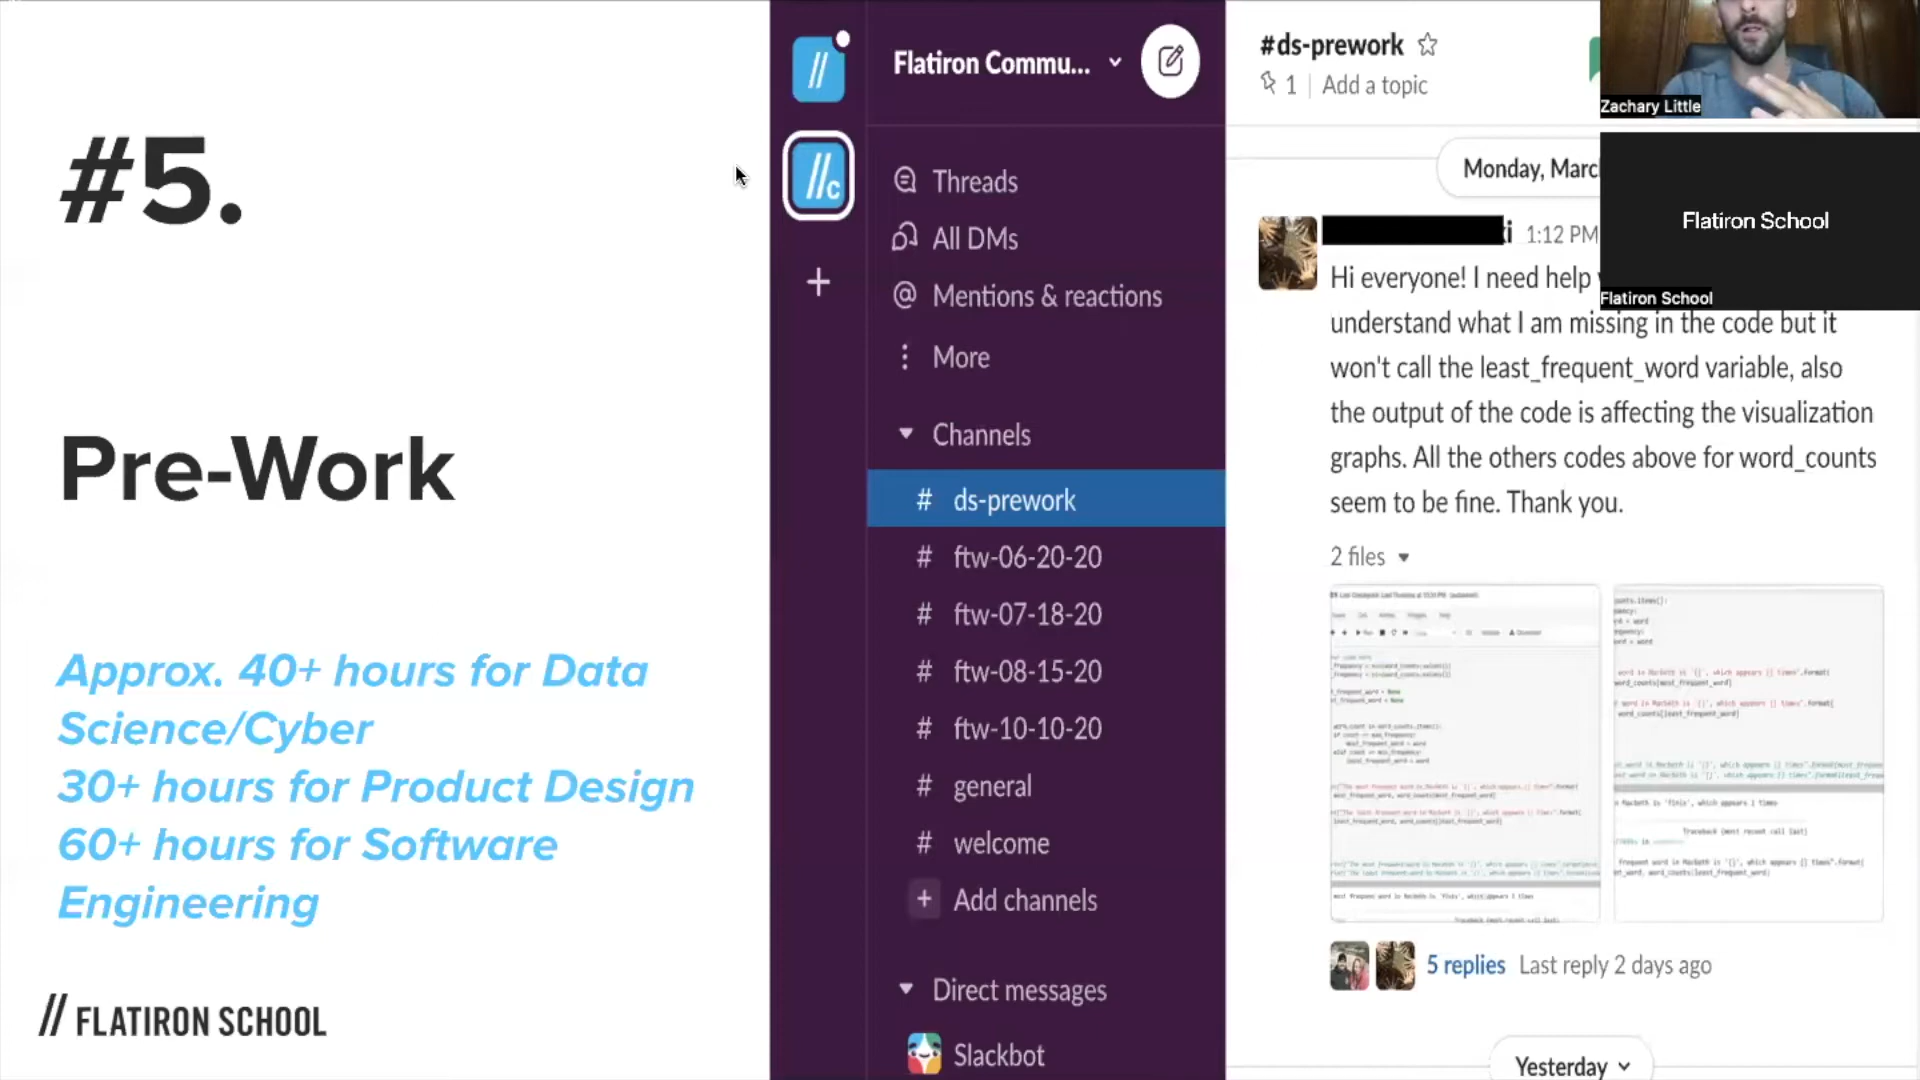 #5.
Pre-Work
Approx. 40+ hours for Data
Science/Cyber
30+ hours for Product Design
60+ hours for Software
Engineering
// FLATIRON SCHOOL
//
//c
+
Flatiron Commu...
Threads
All DMs
@ Mentions & reactions
More
Channels
# ds-prework
# ftw-06-20-20
# ftw-07-18-20
# ftw-08-15-20
# ftw-10-10-20
# general
# welcome
+ Add channels
Direct messages
Slackbot
#ds-prework
1 | Add a topic
Monday, Marc
i 1:12 PM
Hi everyone! I need help
understand what I am missing in the code but it
won't call the least_frequent_word variable, also
the output of the code is affecting the visualization
graphs. All the others codes above for word_counts
seem to be fine. Thank you.
2 files
5 replies Last reply 2 days ago
Yesterday
Zachary Little
Flatiron School
Flatiron School